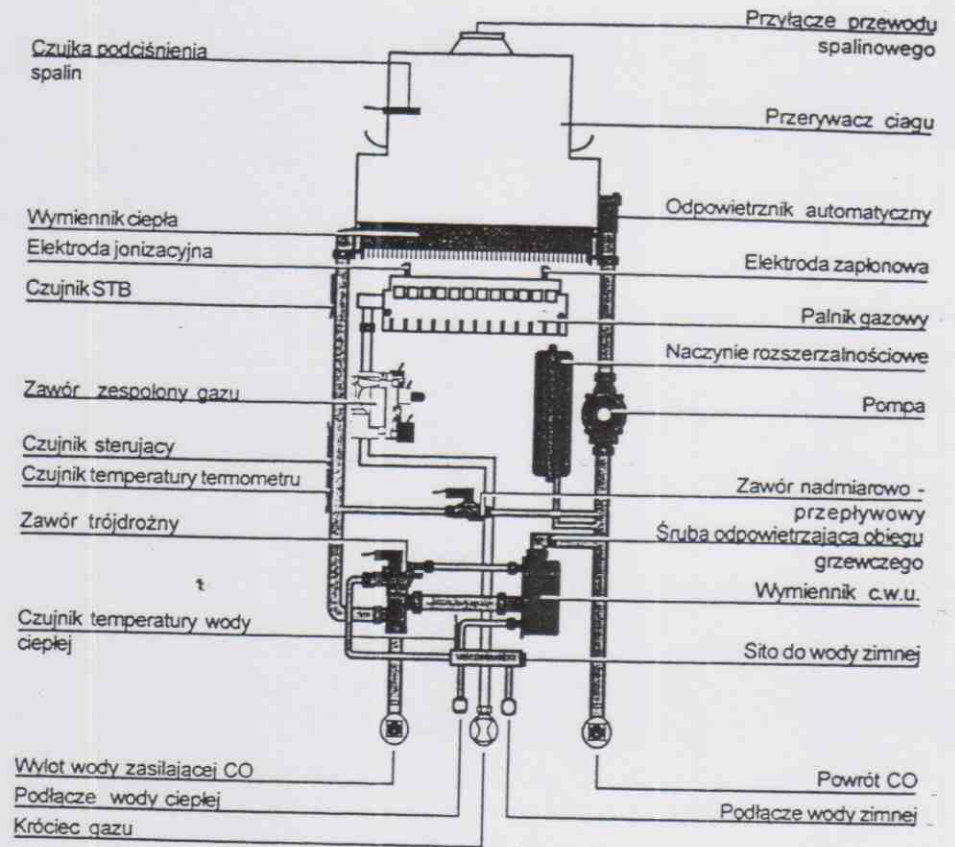 Czujka podciśnienia
spalin
Wymiennik ciepła
Elektroda jonizacyjna
Czujnik STB
Zawór zespolony gazu
Czujnik sterujący
Czujnik temperatury termometru
Zawór trójdrożny
Czujnik temperatury wody
ciepłej
Wylot wody zasilającej CO
Podłącze wody ciepłej
Króciec gazu
Przyłącze przewodu
spalinowego
Przerywacz ciagu
Odpowietrznik automatyczny
Elektroda zapłonowa
Palnik gazowy
Naczynie rozszerzalnościowe
Pompa
Zawór nadmiarowo -
przepływowy
Śruba odpowietrzająca obiegu
grzewczego
Wymiennik c.w.u.
Sito do wody zimnej
Powrót CO
Podłącze wody zimnej